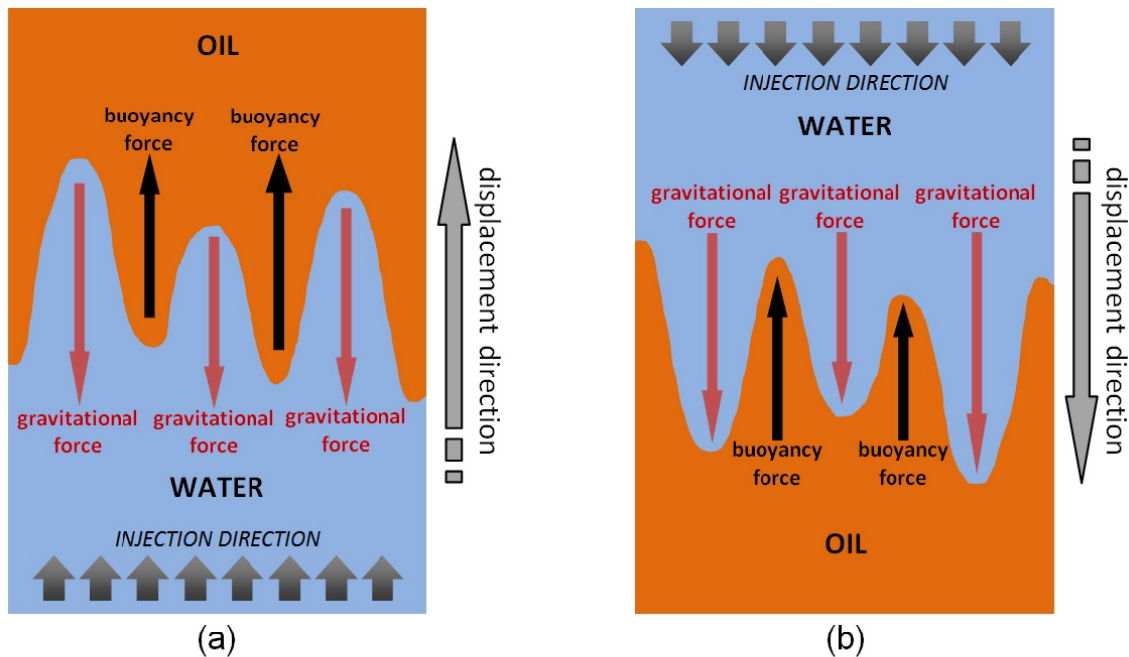 OIL
buoyancy
force
buoyancy
force
gravitational
force
gravitational
force
gravitational
force
WATER
INJECTION DIRECTION
displacement direction
(a)
INJECTION DIRECTION
WATER
gravitational
force
gravitational
force
gravitational
force
buoyancy
force
buoyancy
force
OIL
displacement direction
(b)